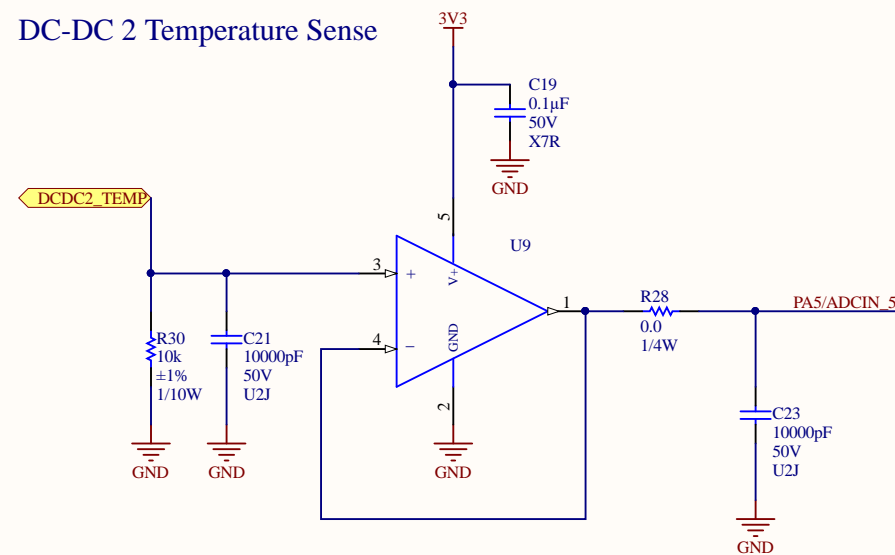 DC-DC 2 Temperature Sense
3V3
C19
0.1µF
50V
X7R
GND
DCDC2_TEMP
5
U9
3
+
V+
1
R28
0.0
1/4W
PA5/ADCIN_5
R30
10k
±1%
1/10W
C21
10000pF
50V
U2J
4
−
GND
2
C23
10000pF
50V
U2J
GND
GND
GND
GND